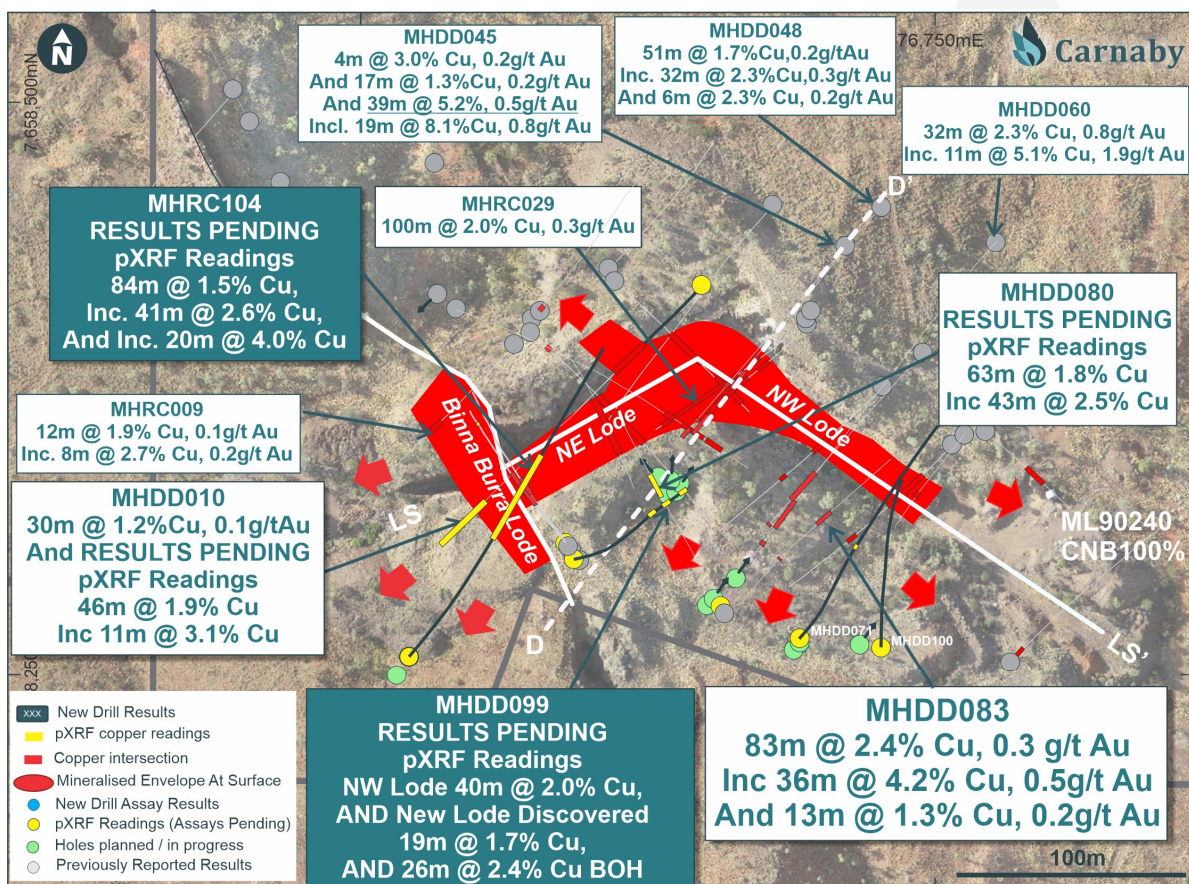 N
MHDD045
4m @ 3.0% Cu, 0.2g/t Au
And 17m @ 1.3%Cu, 0.2g/t Au
And 39m @ 5.2%, 0.5g/t Au
Incl. 19m @ 8.1%Cu, 0.8g/t Au
MHDD048
51m @ 1.7%Cu,0.2g/tAu
Inc. 32m @ 2.3%Cu,0.3g/t Au
And 6m @ 2.3% Cu, 0.2g/t Au
76,750mE
Carnaby
7,658,500mN
MHDD060
32m @ 2.3% Cu, 0.8g/t Au
Inc. 11m @ 5.1% Cu, 1.9g/t Au
D'
MHRC104
RESULTS PENDING
pXRF Readings
84m @ 1.5% Cu,
Inc. 41m @ 2.6% Cu,
And Inc. 20m @ 4.0% Cu
MHRC029
100m @ 2.0% Cu, 0.3g/t Au
MHDD080
RESULTS PENDING
pXRF Readings
63m @ 1.8% Cu
Inc 43m @ 2.5% Cu
MHRC009
12m @ 1.9% Cu, 0.1g/t Au
Inc. 8m @ 2.7% Cu, 0.2g/t Au
Binna Burra Lode
NE Lode
NW Lode
MHDD010
30m @ 1.2%Cu, 0.1g/tAu
And RESULTS PENDING
pXRF Readings
46m @ 1.9% Cu
Inc 11m @ 3.1% Cu
LS
ML90240
CNB100%
D
MHDD071
MHDD100
LS'
8,250
MHDD099
RESULTS PENDING
pXRF Readings
NW Lode 40m @ 2.0% Cu,
AND New Lode Discovered
19m @ 1.7% Cu,
AND 26m @ 2.4% Cu BOH
MHDD083
83m @ 2.4% Cu, 0.3 g/t Au
Inc 36m @ 4.2% Cu, 0.5g/t Au
And 13m @ 1.3% Cu, 0.2g/t Au
xxx New Drill Results
pXRF copper readings
Copper intersection
Mineralised Envelope At Surface
New Drill Assay Results
pXRF Readings (Assays Pending)
Holes planned / in progress
Previously Reported Results
100m